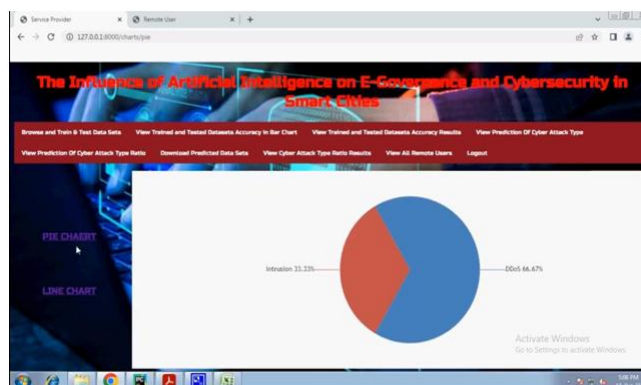 Service Provider
Remote User
127.0.0.1:8000/charts/pie
The Influence of Artificial Intelligence on E-Governance and Cybersecurity in
Smart Cities
Browse and Train & Test Data Sets View Trained and Tested Datasets Accuracy in Bar Chart View Trained and Tested Datasets Accuracy Results View Prediction Of Cyber Attack Type
View Prediction Of Cyber Attack Type Ratio Download Predicted Data Sets View Cyber Attack Type Ratio Results View All Remote Users Logout
PIE CHAERT
Intrusion 33.33%
DDoS 66.67%
LINE CHART
Activate Windows
Go to Settings to activate Windows.
5:06 PM